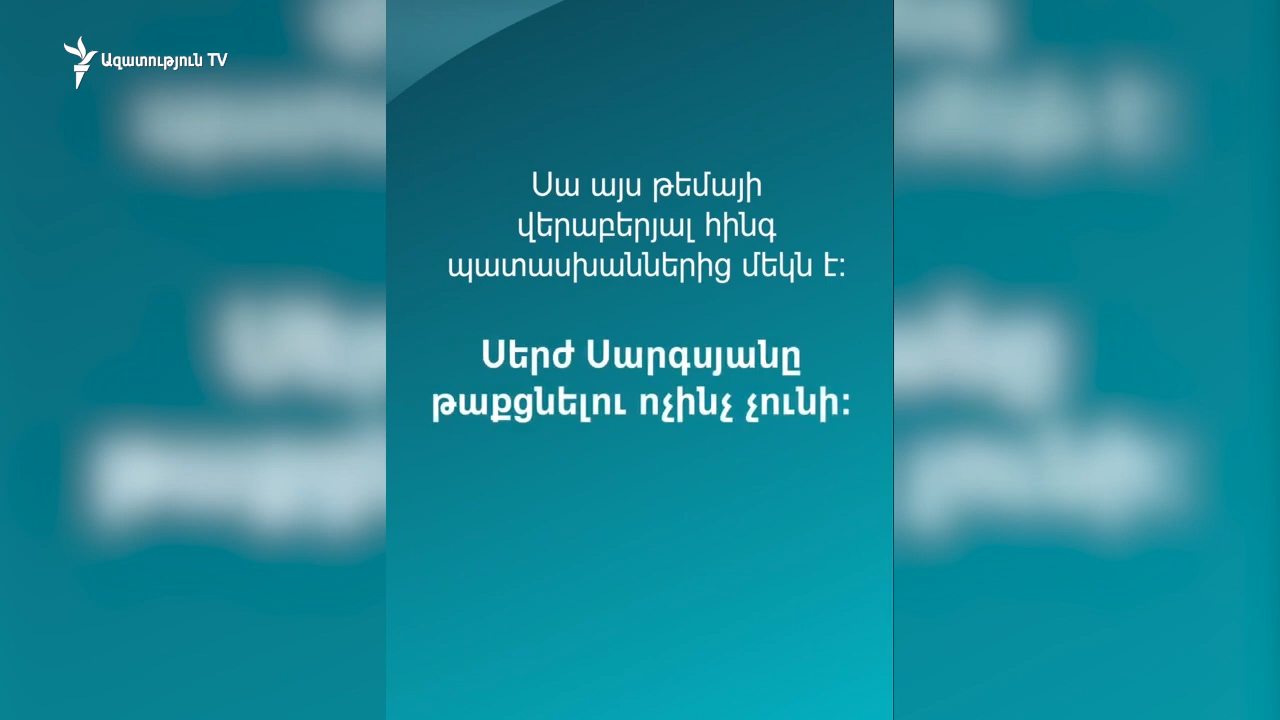 Ազատություն TV
Սա այս թեմայի
վերաբերյալ հինգ
պատասխաններից մեկն է:
Սերժ Սարգսյանը
թաքցնելու ոչինչ չունի: